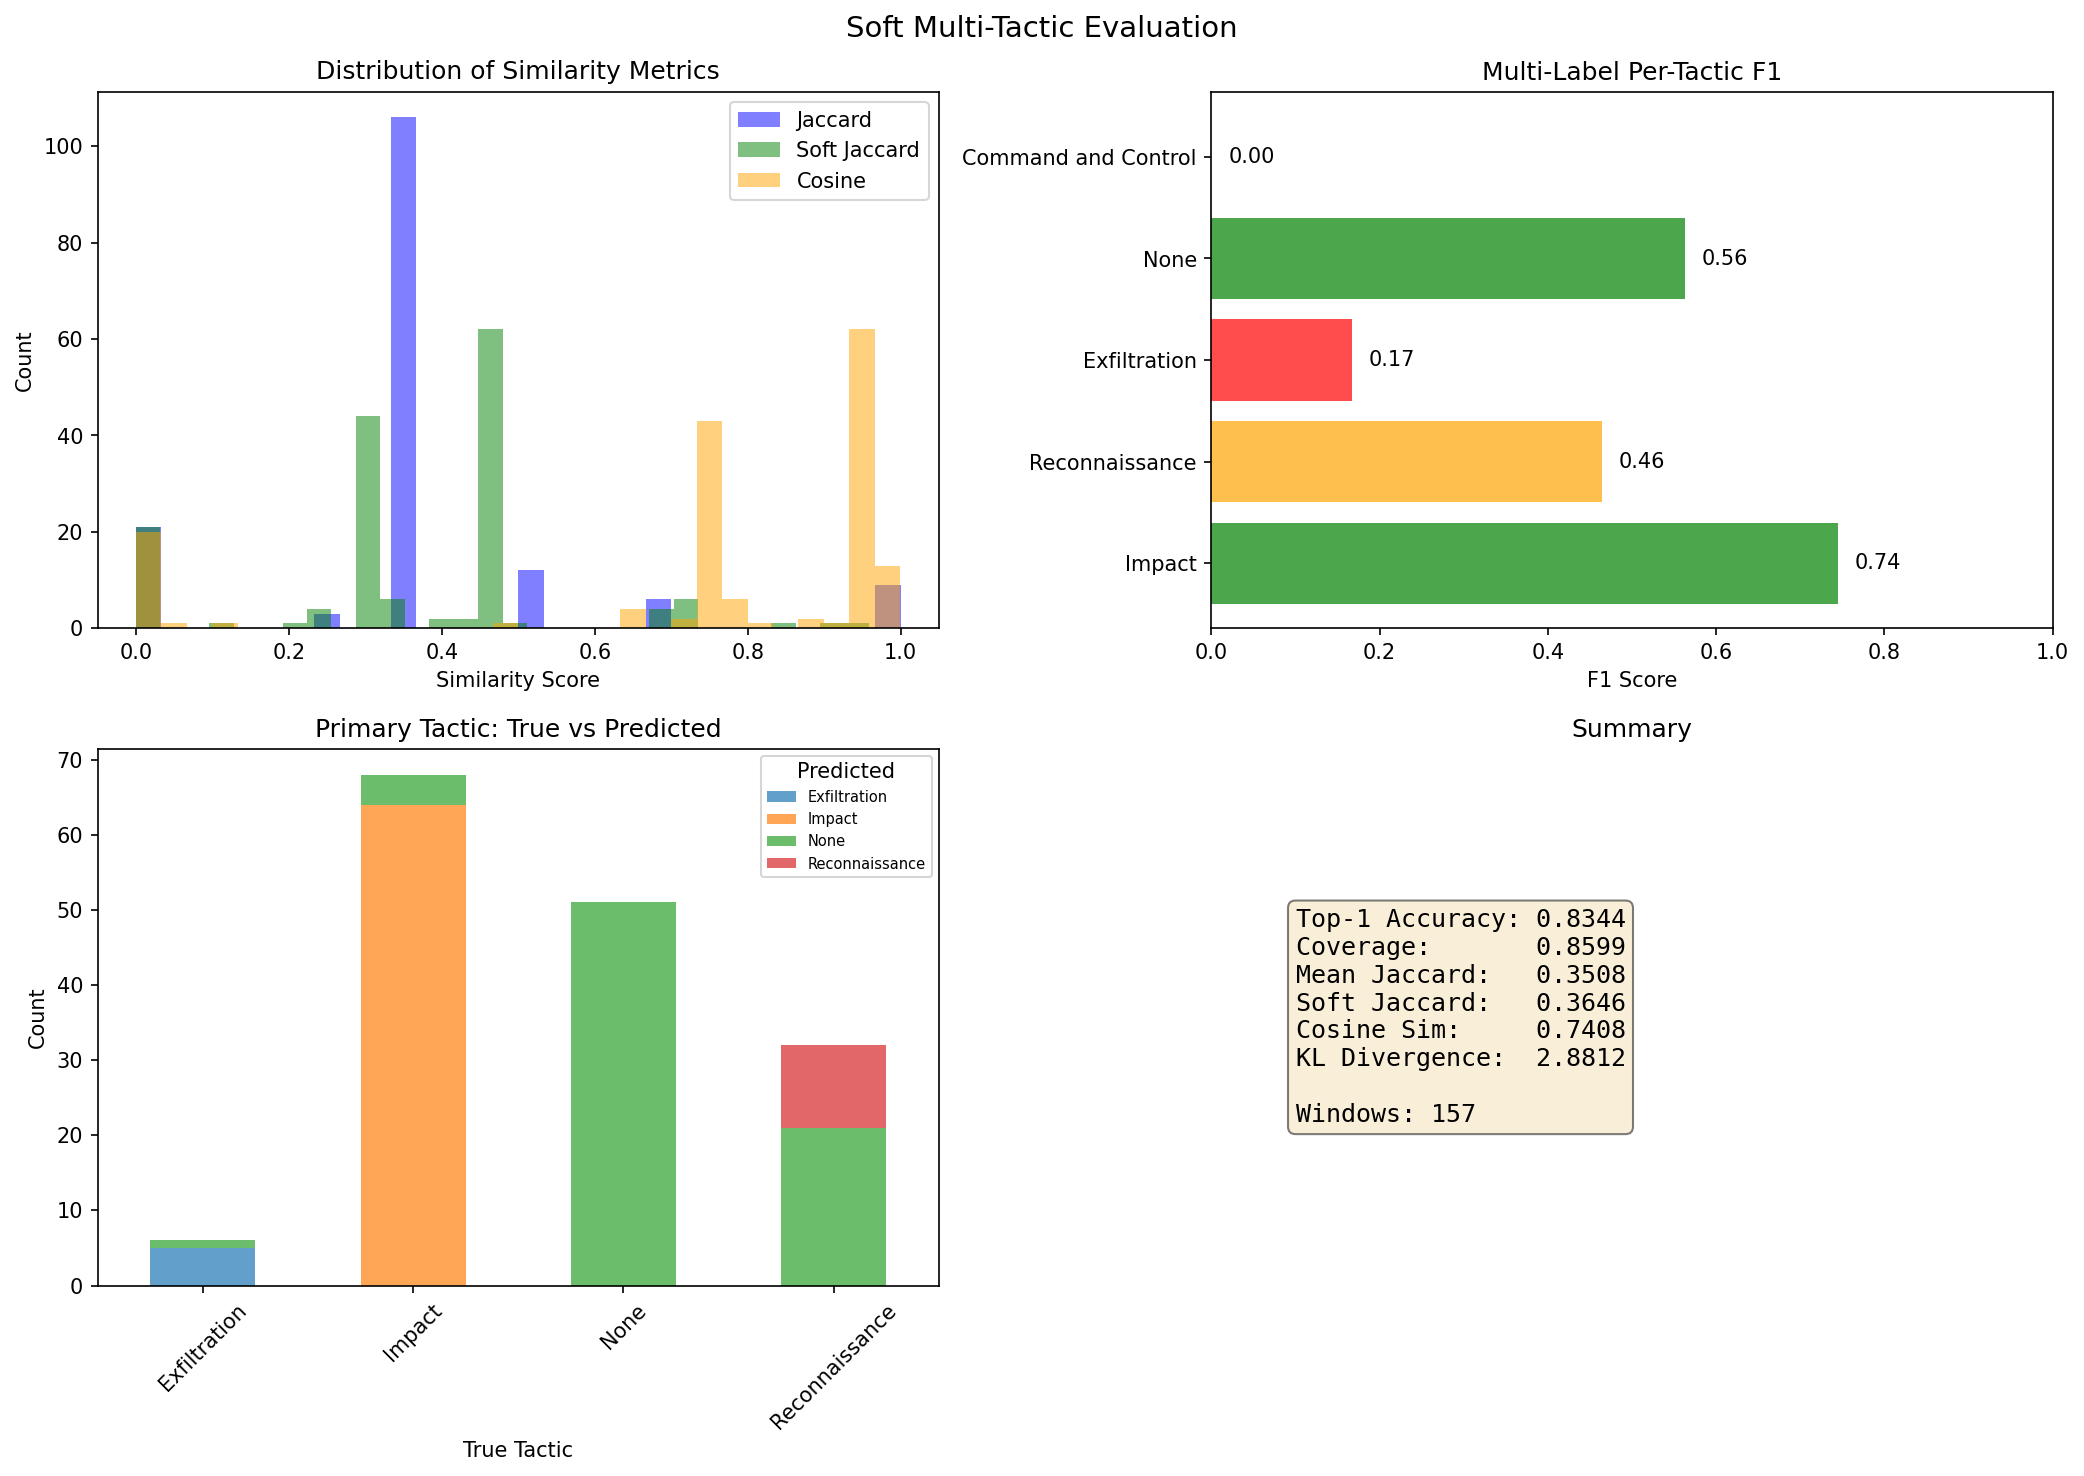 Soft Multi-Tactic Evaluation
Distribution of Similarity Metrics
Count
100
80
60
40
20
0
0.0 0.2 0.4 0.6 0.8 1.0
Similarity Score
Jaccard
Soft Jaccard
Cosine
Multi-Label Per-Tactic F1
Command and Control 0.00
None 0.56
Exfiltration 0.17
Reconnaissance 0.46
Impact 0.74
0.0 0.2 0.4 0.6 0.8 1.0
F1 Score
Primary Tactic: True vs Predicted
Count
70
60
50
40
30
20
10
0
Predicted
Exfiltration
Impact
None
Reconnaissance
Exfiltration Impact None Reconnaissance
True Tactic
Summary
Top-1 Accuracy: 0.8344
Coverage: 0.8599
Mean Jaccard: 0.3508
Soft Jaccard: 0.3646
Cosine Sim: 0.7408
KL Divergence: 2.8812
Windows: 157